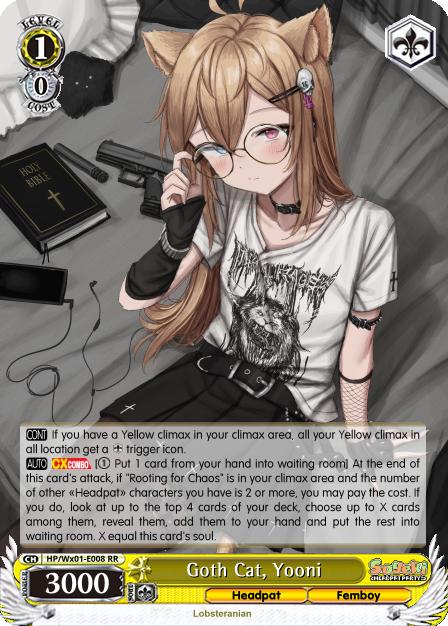 LEVEL
1
0
COST
HOLY
BIBLE
CONT If you have a Yellow climax in your climax area, all your Yellow climax in
all location get a trigger icon.
AUTO CXCOMBO [① Put 1 card from your hand into waiting room] At the end of
this card's attack, if "Rooting for Chaos" is in your climax area and the number
of other «Headpat» characters you have is 2 or more, you may pay the cost. If
you do, look at up to the top 4 cards of your deck, choose up to X cards
among them, reveal them, add them to your hand and put the rest into
waiting room. X equal this card's soul.
CH HP/Wx01-E008 RR
POWER 3000 SOUL
Goth Cat, Yooni
Headpat Femboy
HEADPATPARTY
Lobsteranian